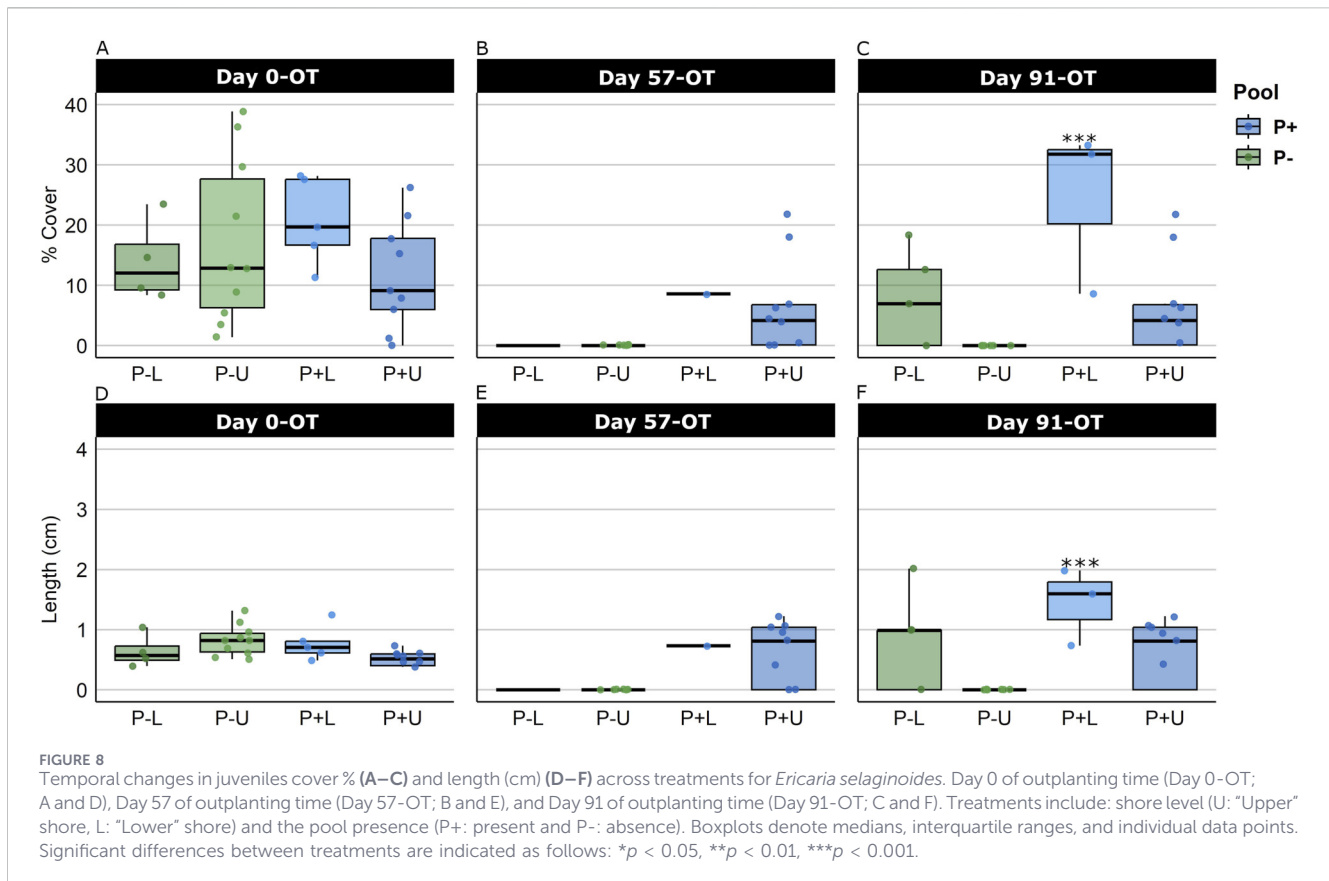 A
B
C
Day 0-OT
Day 57-OT
Day 91-OT
Pool
P+
P-
% Cover
40
30
20
10
0
***
P-L
P-U
P+L
P+U
P-L
P-U
P+L
P+U
P-L
P-U
P+L
P+U
D
E
F
Day 0-OT
Day 57-OT
Day 91-OT
Length (cm)
4
3
2
1
0
***
P-L
P-U
P+L
P+U
P-L
P-U
P+L
P+U
P-L
P-U
P+L
P+U
FIGURE 8
Temporal changes in juveniles cover % (A–C) and length (cm) (D–F) across treatments for Ericaria selaginoides. Day 0 of outplanting time (Day 0-OT;
A and D), Day 57 of outplanting time (Day 57-OT; B and E), and Day 91 of outplanting time (Day 91-OT; C and F). Treatments include: shore level (U: “Upper”
shore, L: “Lower” shore) and the pool presence (P+: present and P-: absence). Boxplots denote medians, interquartile ranges, and individual data points.
Significant differences between treatments are indicated as follows: *p < 0.05, **p < 0.01, ***p < 0.001.